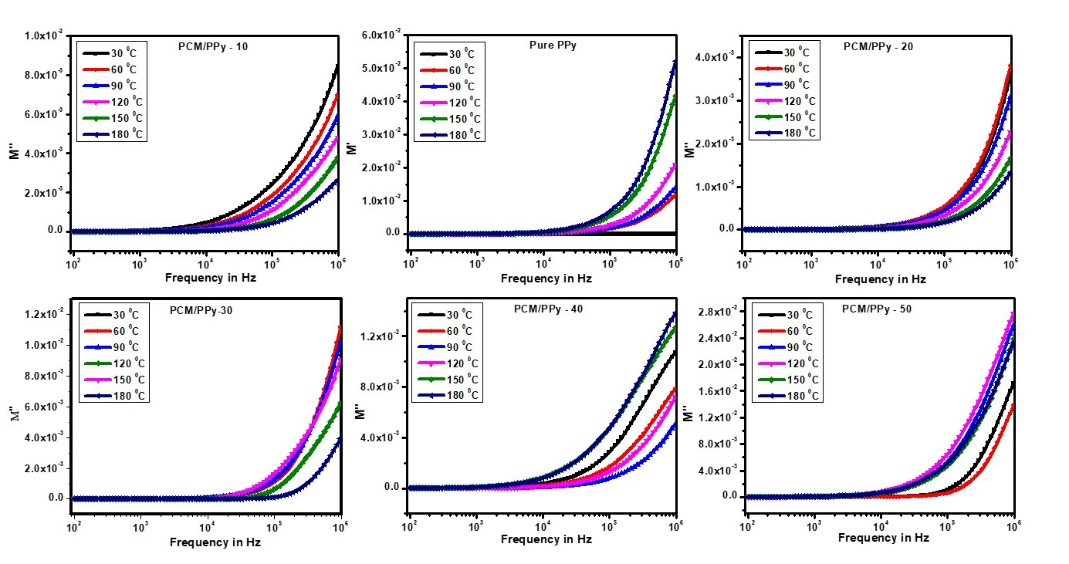 PCM/PPy - 10
30 ⁰C
60 ⁰C
90 ⁰C
120 ⁰C
150 ⁰C
180 ⁰C
1.0x10⁻²
8.0x10⁻³
6.0x10⁻³
4.0x10⁻³
2.0x10⁻³
0.0
M''
10² 10³ 10⁴ 10⁵ 10⁶
Frequency in Hz
Pure PPy
30 ⁰C
60 ⁰C
90 ⁰C
120 ⁰C
150 ⁰C
180 ⁰C
6.0x10⁻²
5.0x10⁻²
4.0x10⁻²
3.0x10⁻²
2.0x10⁻²
1.0x10⁻²
0.0
10² 10³ 10⁴ 10⁵ 10⁶
Frequency in Hz
PCM/PPy - 20
30 ⁰C
60 ⁰C
90 ⁰C
120 ⁰C
150 ⁰C
180 ⁰C
4.0x10⁻³
3.0x10⁻³
2.0x10⁻³
1.0x10⁻³
0.0
10² 10³ 10⁴ 10⁵ 10⁶
Frequency in Hz
PCM/PPy-30
30 ⁰C
60 ⁰C
90 ⁰C
120 ⁰C
150 ⁰C
180 ⁰C
1.2x10⁻²
1.0x10⁻²
8.0x10⁻³
6.0x10⁻³
4.0x10⁻³
2.0x10⁻³
0.0
M''
10² 10³ 10⁴ 10⁵ 10⁶
Frequency in Hz
PCM/PPy - 40
30 ⁰C
60 ⁰C
90 ⁰C
120 ⁰C
150 ⁰C
180 ⁰C
1.2x10⁻²
8.0x10⁻³
4.0x10⁻³
0.0
M''
10² 10³ 10⁴ 10⁵ 10⁶
Frequency in Hz
PCM/PPy - 50
30 ⁰C
60 ⁰C
90 ⁰C
120 ⁰C
150 ⁰C
180 ⁰C
2.8x10⁻²
2.4x10⁻²
2.0x10⁻²
1.6x10⁻²
1.2x10⁻²
8.0x10⁻³
4.0x10⁻³
0.0
M''
10² 10³ 10⁴ 10⁵ 10⁶
Frequency in Hz